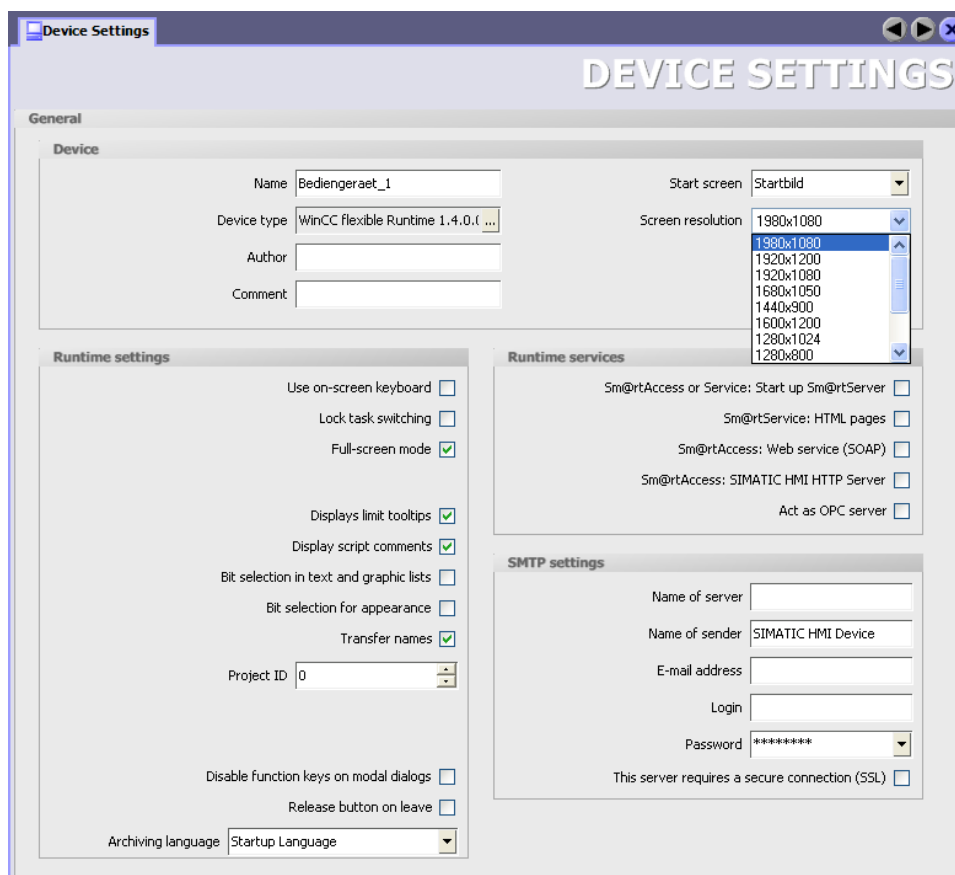 Device Settings
DEVICE SETTINGS
General
Device
Name Bediengeraet_1
Device type WinCC flexible Runtime 1.4.0.( ...
Author
Comment
Start screen Startbild
Screen resolution 1980x1080
1980x1080
1920x1200
1920x1080
1680x1050
1440x900
1600x1200
1280x1024
1280x800
Runtime settings
Use on-screen keyboard
Lock task switching
Full-screen mode
Displays limit tooltips
Display script comments
Bit selection in text and graphic lists
Bit selection for appearance
Transfer names
Project ID 0
Disable function keys on modal dialogs
Release button on leave
Archiving language Startup Language
Runtime services
Sm@rtAccess or Service: Start up Sm@rtServer
Sm@rtService: HTML pages
Sm@rtAccess: Web service (SOAP)
Sm@rtAccess: SIMATIC HMI HTTP Server
Act as OPC server
SMTP settings
Name of server
Name of sender SIMATIC HMI Device
E-mail address
Login
Password ********
This server requires a secure connection (SSL)